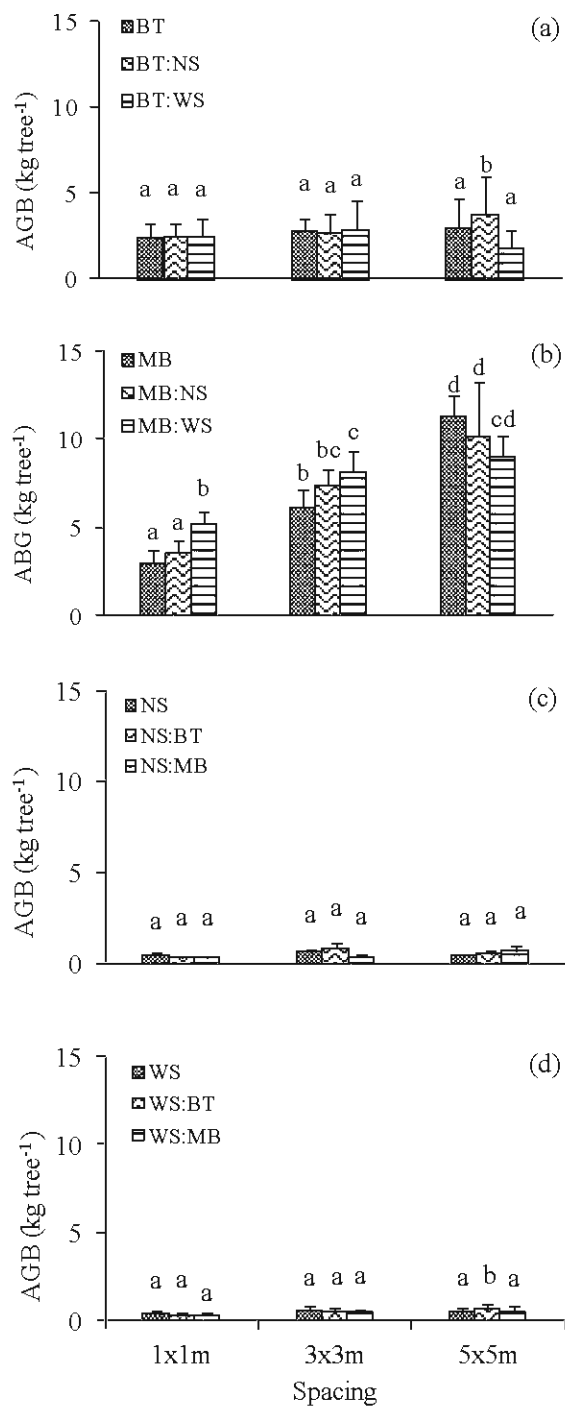 15
(a)
BT
BT:NS
BT:WS
10
AGB (kg tree-1)
a a a
a a a
a b a
5
0
15
(b)
MB
MB:NS
MB:WS
10
ABG (kg tree-1)
a a b
b bc c
d d cd
5
0
15
(c)
NS
NS:BT
NS:MB
10
AGB (kg tree-1)
5
a a a
a a a
a a a
0
15
(d)
WS
WS:BT
WS:MB
10
AGB (kg tree-1)
5
a a a
a a a
a b a
0
1x1m 3x3m 5x5m
Spacing